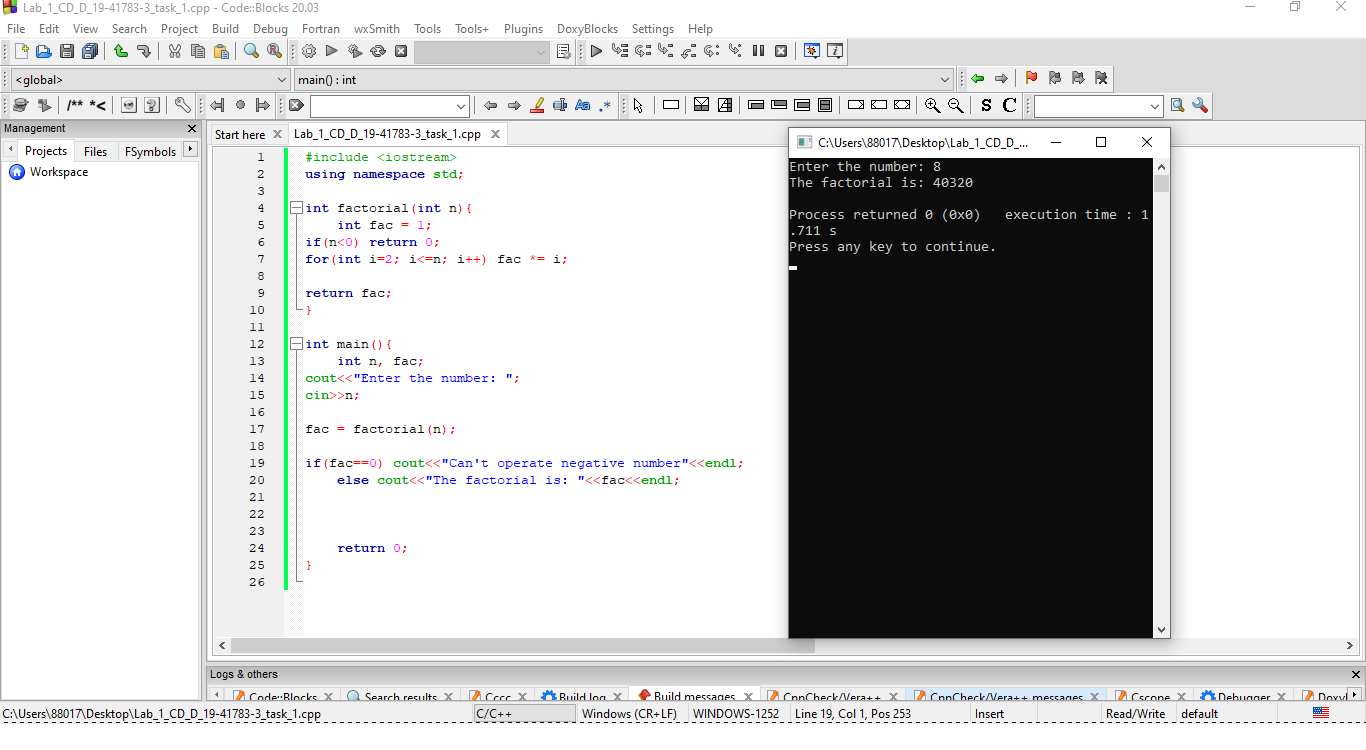 Lab_1_CD_D_19-41783-3_task_1.cpp - Code::Blocks 20.03
File Edit View Search Project Build Debug Fortran wxSmith Tools Tools+ Plugins DoxyBlocks Settings Help
<global> main() : int
/** *< Aa .* S C
Management
Projects Files FSymbols
Workspace
Start here Lab_1_CD_D_19-41783-3_task_1.cpp
1 #include <iostream>
2 using namespace std;
3
4 int factorial(int n){
5 int fac = 1;
6 if(n<0) return 0;
7 for(int i=2; i<=n; i++) fac *= i;
8
9 return fac;
10 }
11
12 int main(){
13 int n, fac;
14 cout<<"Enter the number: ";
15 cin>>n;
16
17 fac = factorial(n);
18
19 if(fac==0) cout<<"Can't operate negative number"<<endl;
20 else cout<<"The factorial is: "<<fac<<endl;
21
22
23
24 return 0;
25 }
26
C:\Users\88017\Desktop\Lab_1_CD_D_...
Enter the number: 8
The factorial is: 40320
Process returned 0 (0x0) execution time : 1
.711 s
Press any key to continue.
Logs & others
Code::Blocks Search results Cccc Build log Build messages CppCheck/Vera++ CppCheck/Vera++ messages Cscope Debugger Doxyl
C:\Users\88017\Desktop\Lab_1_CD_D_19-41783-3_task_1.cpp C/C++ Windows (CR+LF) WINDOWS-1252 Line 19, Col 1, Pos 253 Insert Read/Write default